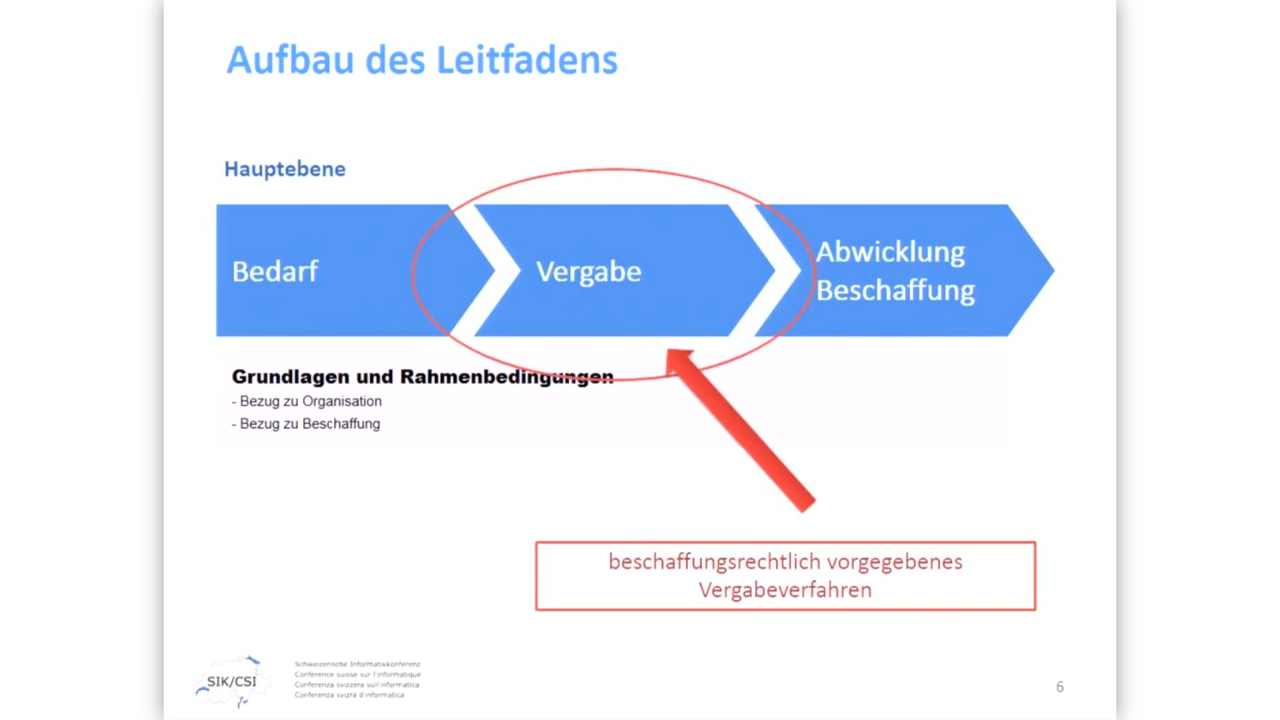 Aufbau des Leitfadens
Hauptebene
Bedarf
Vergabe
Abwicklung
Beschaffung
Grundlagen und Rahmenbedingungen
- Bezug zu Organisation
- Bezug zu Beschaffung
beschaffungsrechtlich vorgegebenes
Vergabeverfahren
SIK/CSI
Schweizerische Informatikkonferenz
Conférence suisse sur l'informatique
Conferenza svizzera sull'informatica
Conferenza svizra d'informatica
6